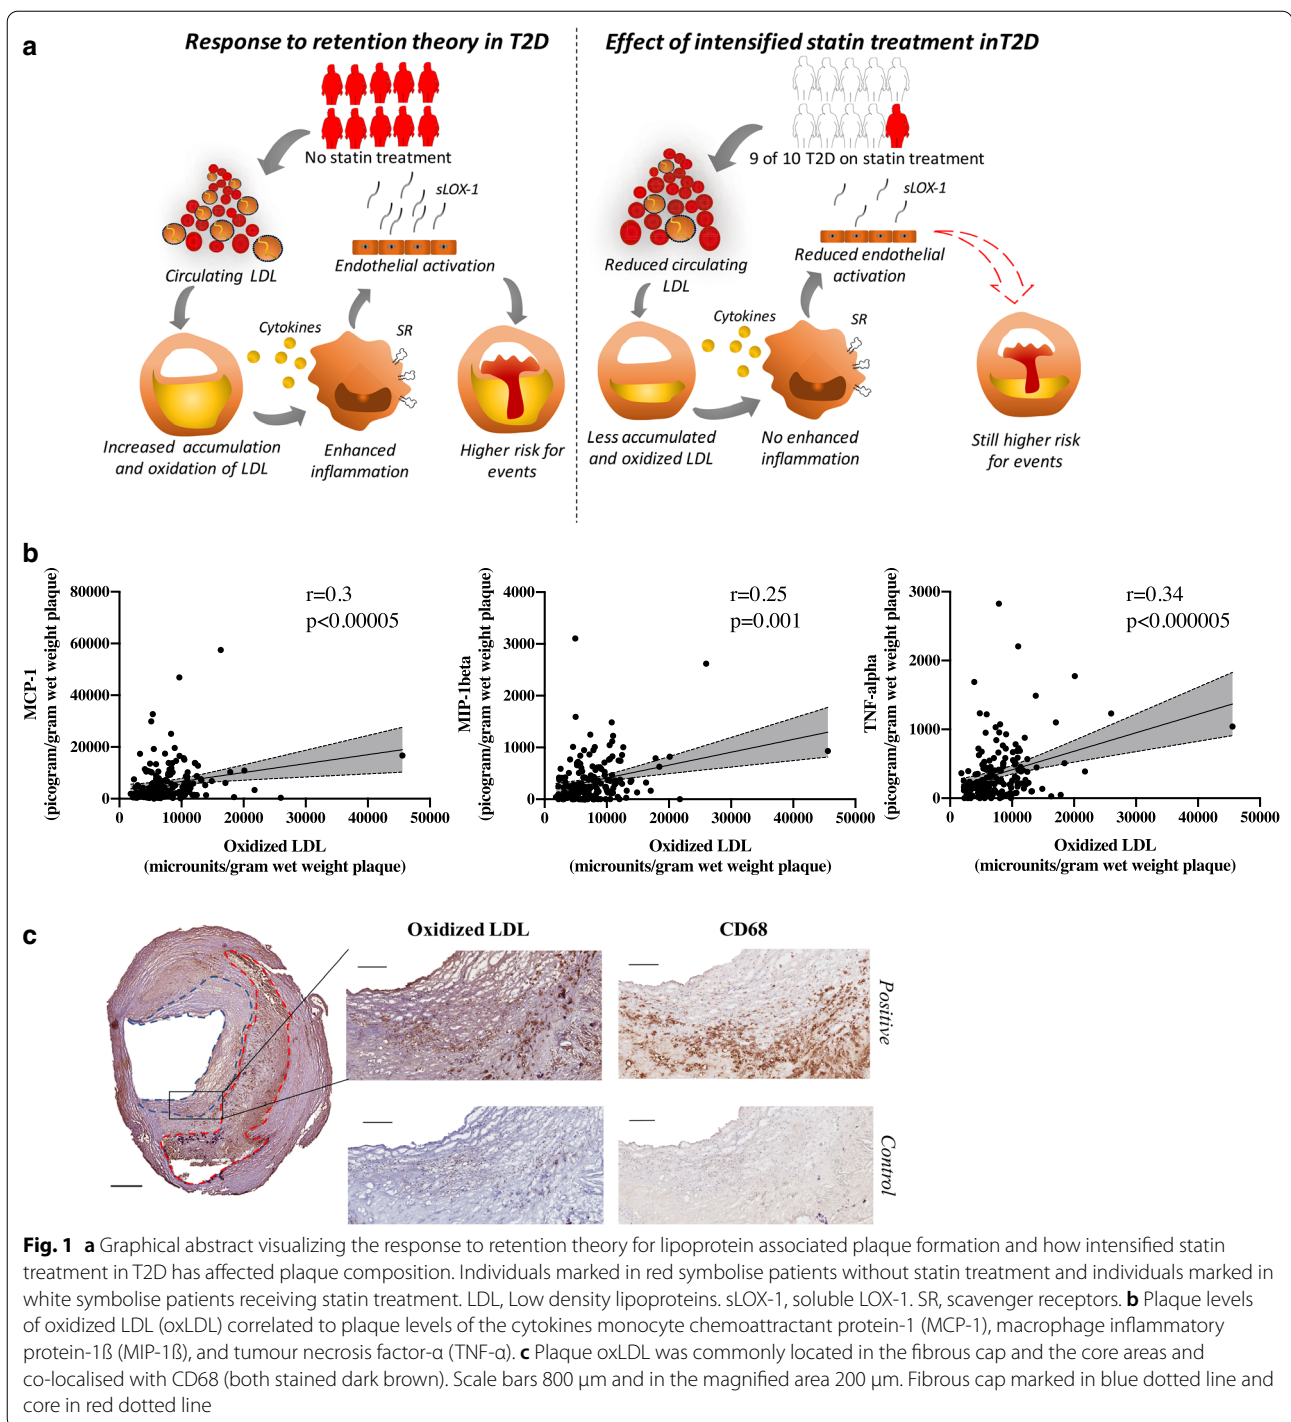 a
Response to retention theory in T2D
Effect of intensified statin treatment inT2D
No statin treatment
9 of 10 T2D on statin treatment
sLOX-1
sLOX-1
Circulating LDL
Endothelial activation
Reduced circulating
LDL
Reduced endothelial
activation
Cytokines
SR
Cytokines
SR
Increased accumulation
and oxidation of LDL
Enhanced
inflammation
Higher risk for
events
Less accumulated
and oxidized LDL
No enhanced
inflammation
Still higher risk
for events
b
MCP-1
(picogram/gram wet weight plaque)
80000
60000
40000
20000
0
r=0.3
p<0.00005
0 10000 20000 30000 40000 50000
Oxidized LDL
(microunits/gram wet weight plaque)
MIP-1beta
(picogram/gram wet weight plaque)
4000
3000
2000
1000
0
r=0.25
p=0.001
0 10000 20000 30000 40000 50000
Oxidized LDL
(microunits/gram wet weight plaque)
TNF-alpha
(picogram/gram wet weight plaque)
3000
2000
1000
0
r=0.34
p<0.000005
0 10000 20000 30000 40000 50000
Oxidized LDL
(microunits/gram wet weight plaque)
c
Oxidized LDL
CD68
Positive
Control
Fig. 1 a Graphical abstract visualizing the response to retention theory for lipoprotein associated plaque formation and how intensified statin
treatment in T2D has affected plaque composition. Individuals marked in red symbolise patients without statin treatment and individuals marked in
white symbolise patients receiving statin treatment. LDL, Low density lipoproteins. sLOX-1, soluble LOX-1. SR, scavenger receptors. b Plaque levels
of oxidized LDL (oxLDL) correlated to plaque levels of the cytokines monocyte chemoattractant protein-1 (MCP-1), macrophage inflammatory
protein-1ß (MIP-1ß), and tumour necrosis factor-α (TNF-α). c Plaque oxLDL was commonly located in the fibrous cap and the core areas and
co-localised with CD68 (both stained dark brown). Scale bars 800 µm and in the magnified area 200 µm. Fibrous cap marked in blue dotted line and
core in red dotted line